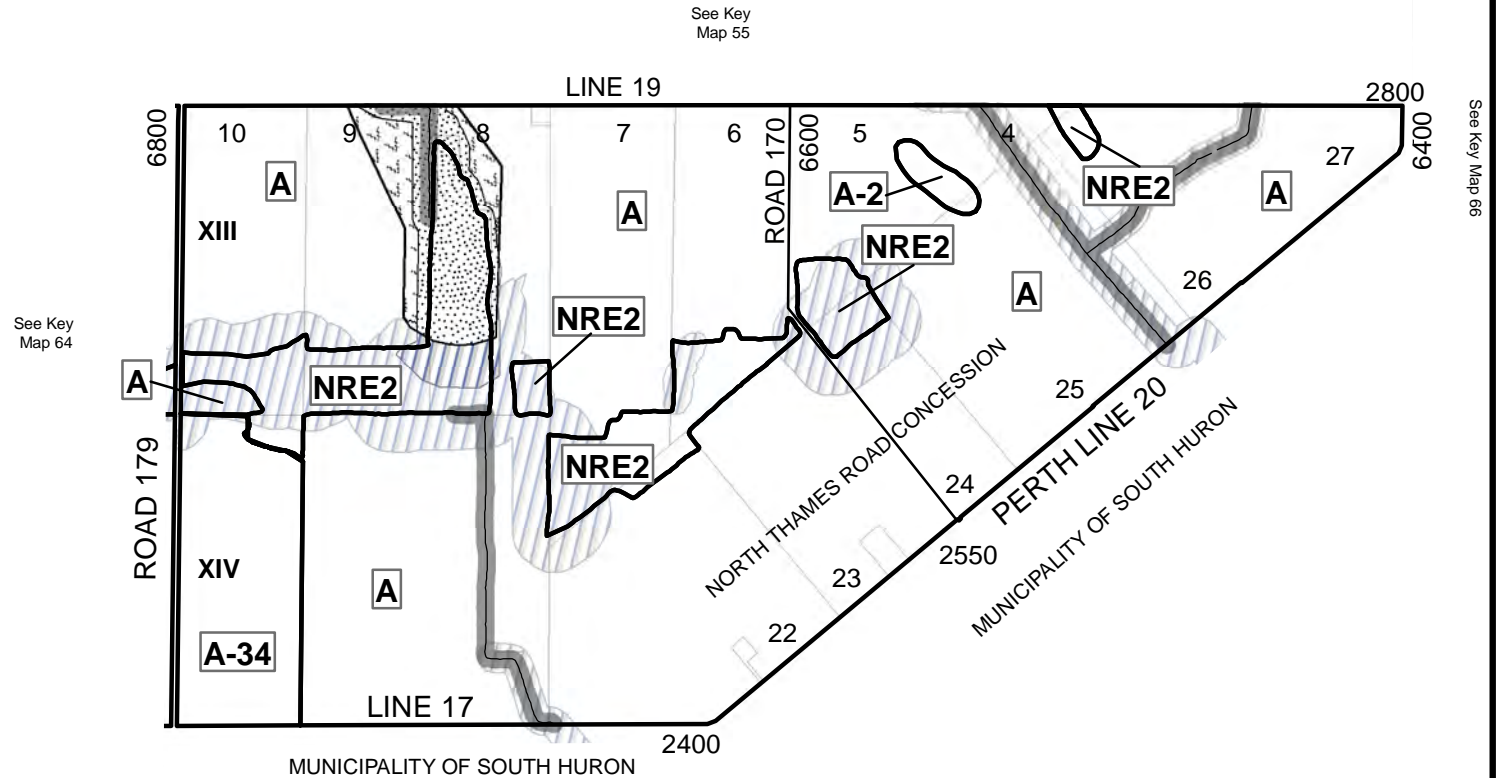 See Key
Map 55
LINE 19
2800
6800
10
9
8
7
6
ROAD 170
6600
5
4
27
6400
See Key Map 66
A
A
A-2
NRE2
A
XIII
NRE2
A
26
See Key
Map 64
NRE2
A
NRE2
25
NRE2
NORTH THAMES ROAD CONCESSION
PERTH LINE 20
24
MUNICIPALITY OF SOUTH HURON
ROAD 179
2550
XIV
A
23
22
A-34
LINE 17
2400
MUNICIPALITY OF SOUTH HURON